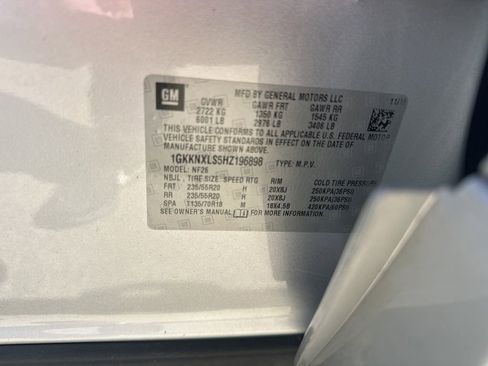 GM
MFD BY GENERAL MOTORS LLC
GVWR GAWR FRT GAWR RR
2722 KG 1350 KG 1545 KG
6001 LB 2976 LB 3406 LB
THIS VEHICLE CONFORMS TO ALL APPLICABLE U.S. FEDERAL MOTOR
VEHICLE SAFETY STANDARDS IN EFFECT ON THE DATE OF
MANUFACTURE SHOWN ABOVE.
1GKKNXLS5HZ196898 TYPE: M.P.V.
MODEL: NF26
NBJL TIRE SIZE SPEED RTG R/M COLD TIRE PRESSURE
FRT 235/55R20 H 20X8J 250KPA(36PSI)
RR 235/55R20 H 20X8J 250KPA(36PSI)
SPA T135/70R18 M 18X4.5B 420KPA(60PSI)
SEE OWNER'S MANUAL FOR ADDITIONAL INFORMATION.